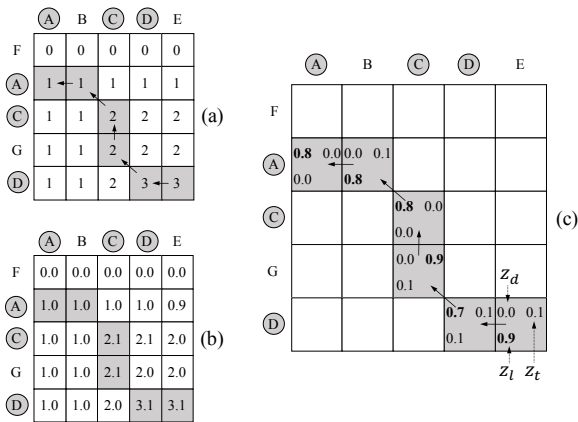 A B C D E
F 0 0 0 0 0
A 1 1 1 1 1
C 1 1 2 2 2
G 1 1 2 2 2
D 1 1 2 3 3
(a)
A B C D E
F 0.0 0.0 0.0 0.0 0.0
A 1.0 1.0 1.0 1.0 0.9
C 1.0 1.0 2.1 2.1 2.0
G 1.0 1.0 2.1 2.0 2.0
D 1.0 1.0 2.0 3.1 3.1
(b)
A B C D E
F
A 0.8 0.0 0.0 0.1
0.0 0.8
C 0.8 0.0
0.0
G 0.0 0.9
0.1
z_d
D 0.7 0.1 0.0 0.1
0.1 0.9
z_l z_t
(c)